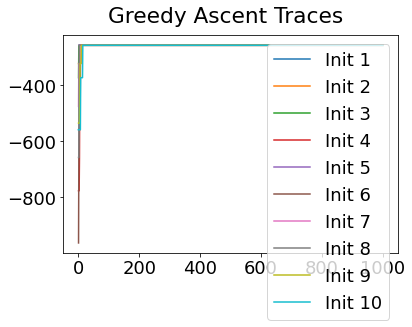 Greedy Ascent Traces
−400
−600
−800
0 200 400 600 800 1000
Init 1
Init 2
Init 3
Init 4
Init 5
Init 6
Init 7
Init 8
Init 9
Init 10